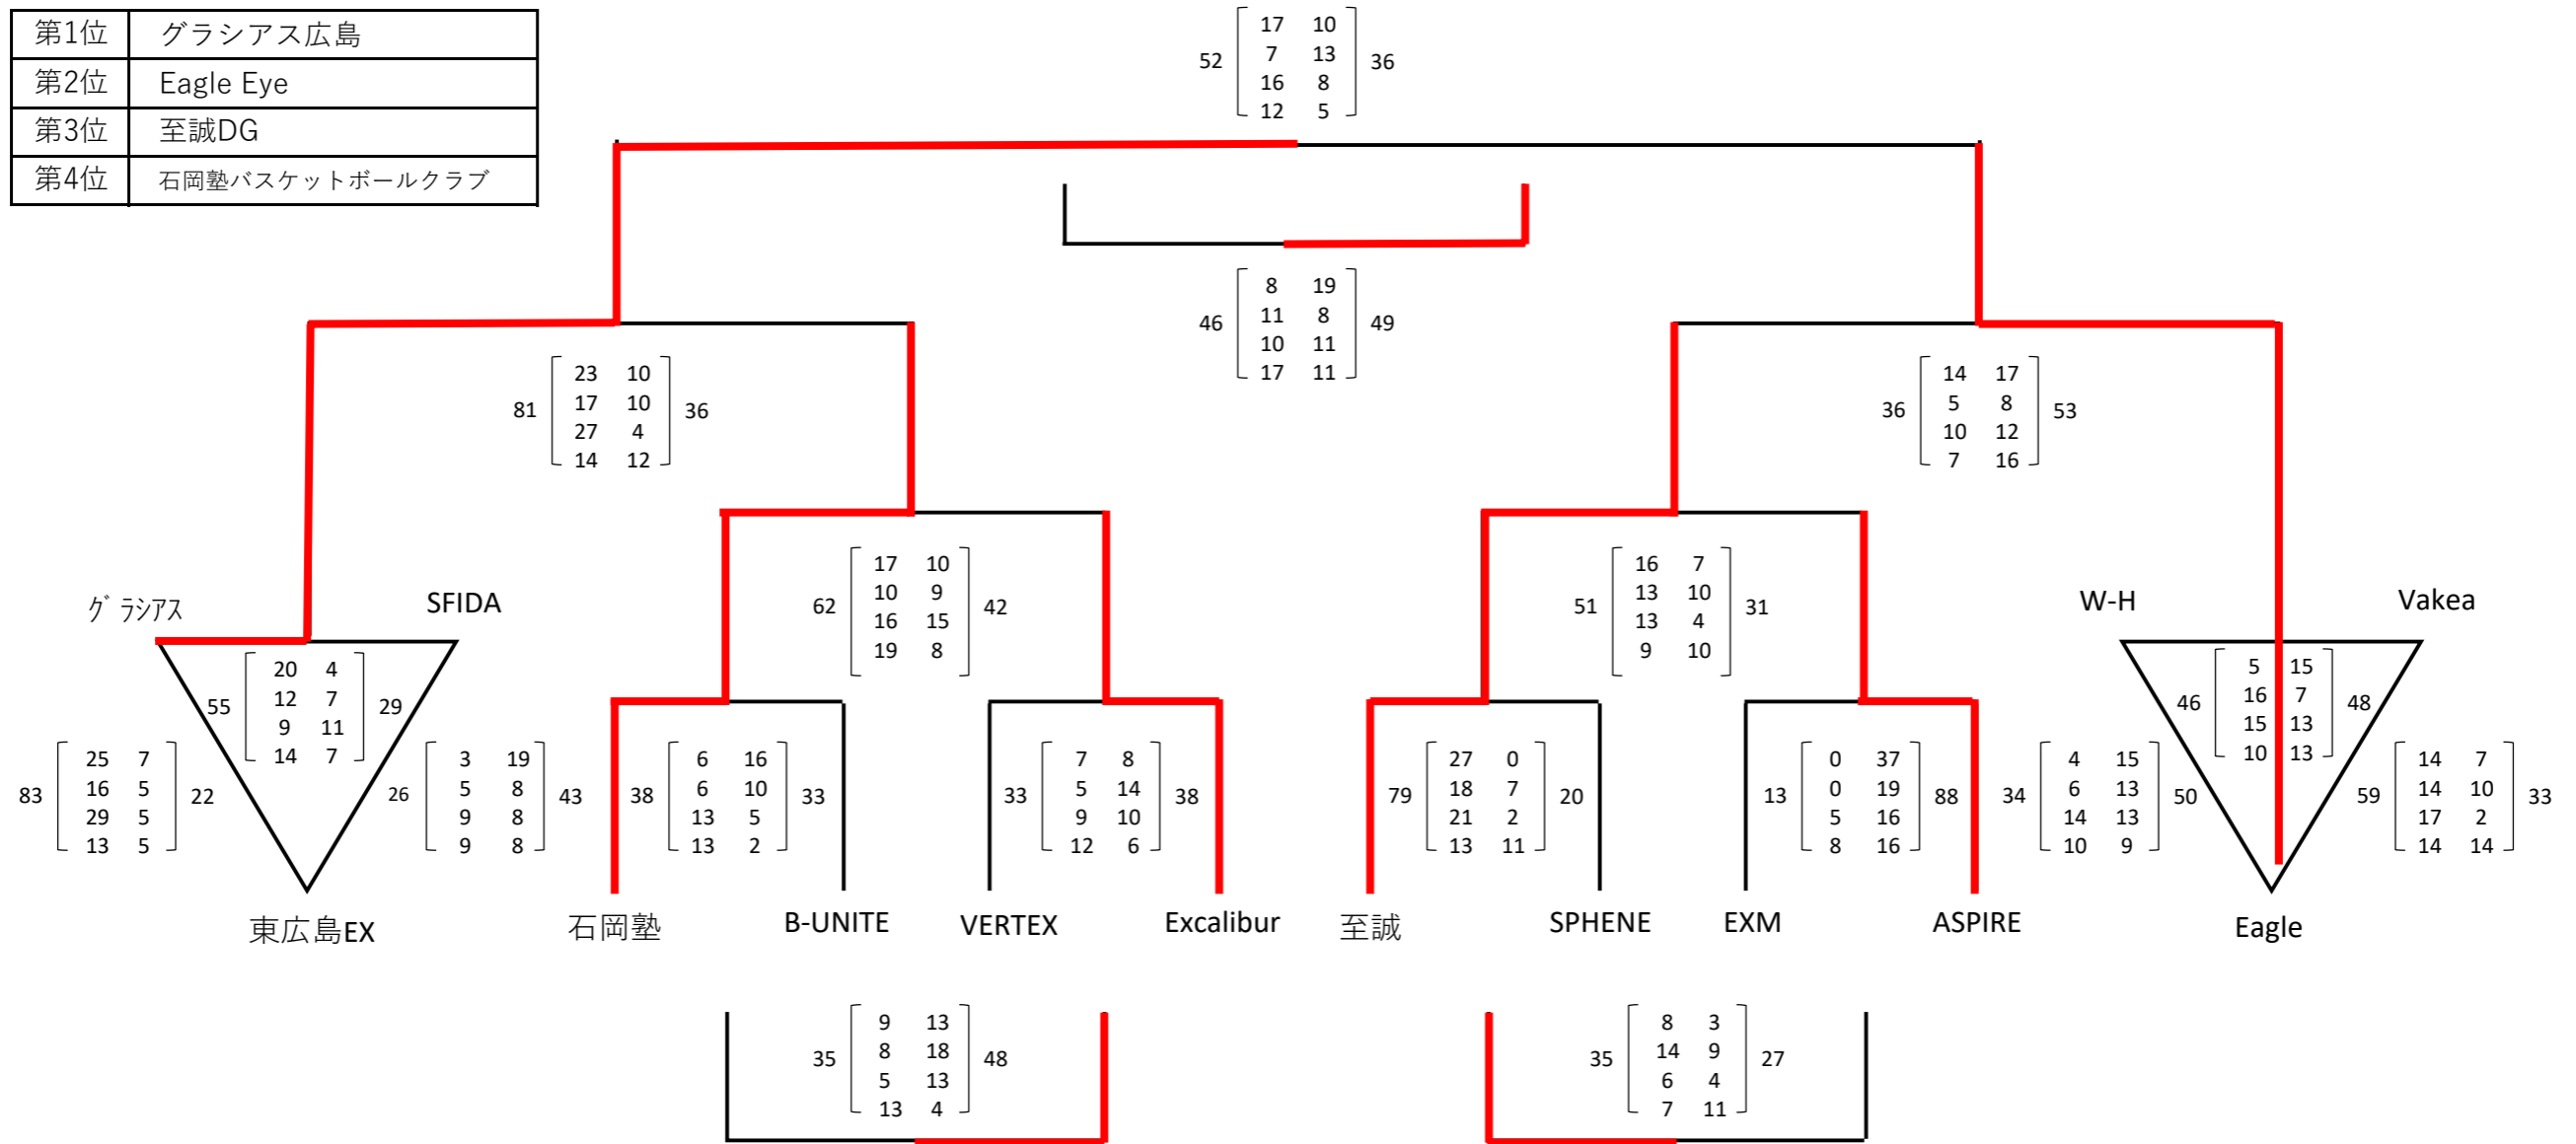 第1位 グラシアス広島
第2位 Eagle Eye
第3位 至誠DG
第4位 石岡塾バスケットボールクラブ
17 10
52 7 13 36
16 8
12 5
8 19
46 11 8 49
10 11
17 11
23 10
81 17 10 36
27 4
14 12
14 17
36 5 8 53
10 12
7 16
17 10
62 10 9 42
16 15
19 8
16 7
51 13 10 31
13 4
9 10
グラシアス SFIDA
W-H Vakea
20 4
55 12 7 29
9 11
14 7
5 15
46 16 7 48
15 13
10 13
25 7
83 16 5 22
29 5
13 5
3 19
26 5 8 43
9 8
9 8
6 16
38 6 10 33
13 5
13 2
7 8
33 5 14 38
9 10
12 6
27 0
79 18 7 20
21 2
13 11
0 37
13 0 19 88
5 16
8 16
4 15
34 6 13 50
14 13
10 9
14 7
59 14 10 33
17 2
14 14
東広島EX 石岡塾 B-UNITE VERTEX Excalibur 至誠 SPHENE EXM ASPIRE Eagle
9 13
35 8 18 48
5 13
13 4
8 3
35 14 9 27
6 4
7 11